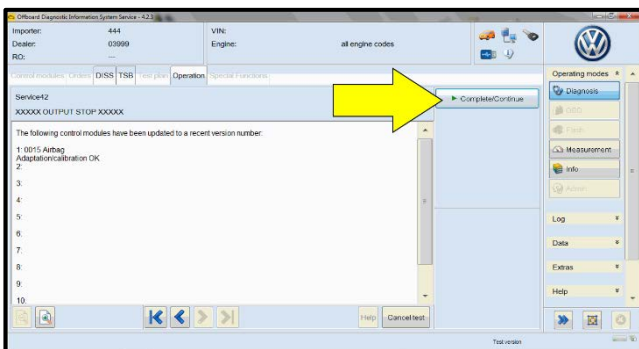 Offboard Diagnostic Information System Service - 4.2.3
Importer: 444 VIN:
Dealer: 03999 Engine: all engine codes
RO: ---
Control modules Orders DISS TSB Test plan Operation Special Functions
Operating modes
Service42
XXXXX OUTPUT STOP XXXXX
Complete/Continue
The following control modules have been updated to a recent version number:
1: 0015 Airbag
Adaptation/calibration OK
2:
3:
4:
5:
6:
7:
8:
9:
10:
Help
Cancel test
Diagnosis
OBD
Flash
Measurement
Info
Admin
Log
Data
Extras
Help
Test version